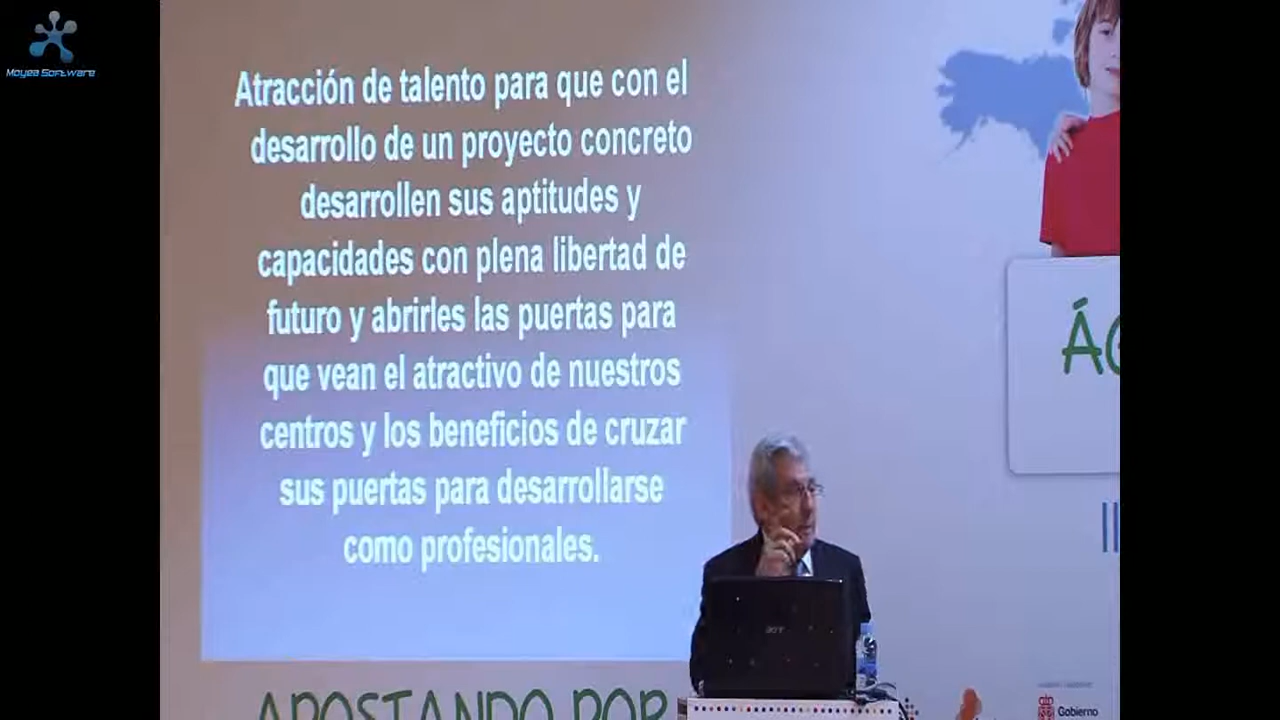 Moyea Software
Atracción de talento para que con el
desarrollo de un proyecto concreto
desarrollen sus aptitudes y
capacidades con plena libertad de
futuro y abrirles las puertas para
que vean el atractivo de nuestros
centros y los beneficios de cruzar
sus puertas para desarrollarse
como profesionales.
acer
APOSTANDO POR
Gobierno